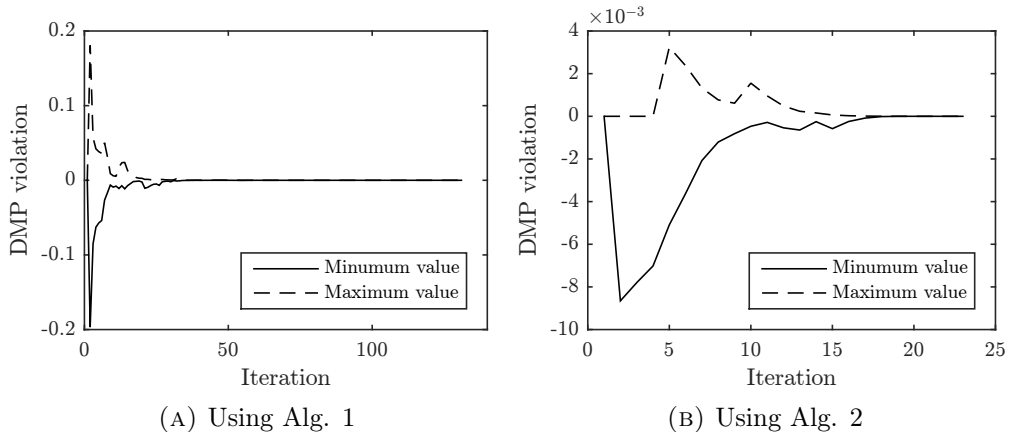 0.2
0.1
0
-0.1
-0.2
DMP violation
Minumum value
Maximum value
0
50
100
Iteration
(A) Using Alg. 1
×10⁻³
4
2
0
-2
-4
-6
-8
-10
DMP violation
Minumum value
Maximum value
0
5
10
15
20
25
Iteration
(B) Using Alg. 2